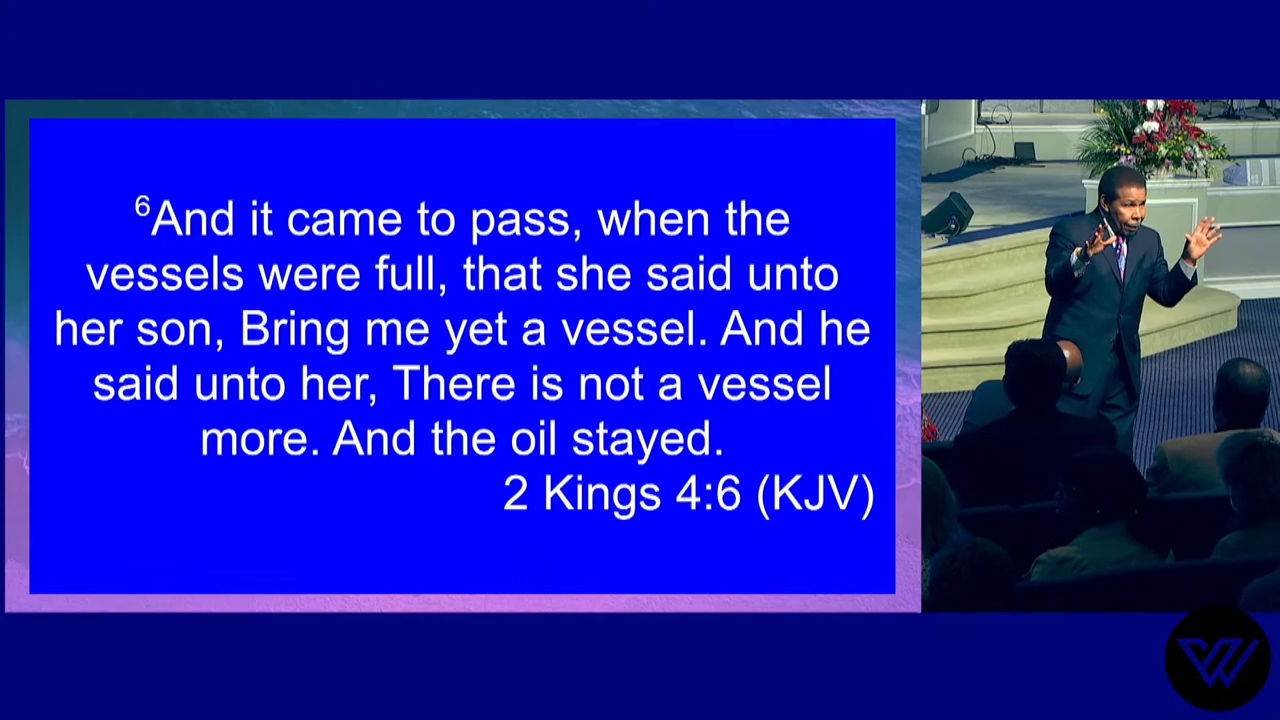 ⁶And it came to pass, when the
vessels were full, that she said unto
her son, Bring me yet a vessel. And he
said unto her, There is not a vessel
more. And the oil stayed.
2 Kings 4:6 (KJV)